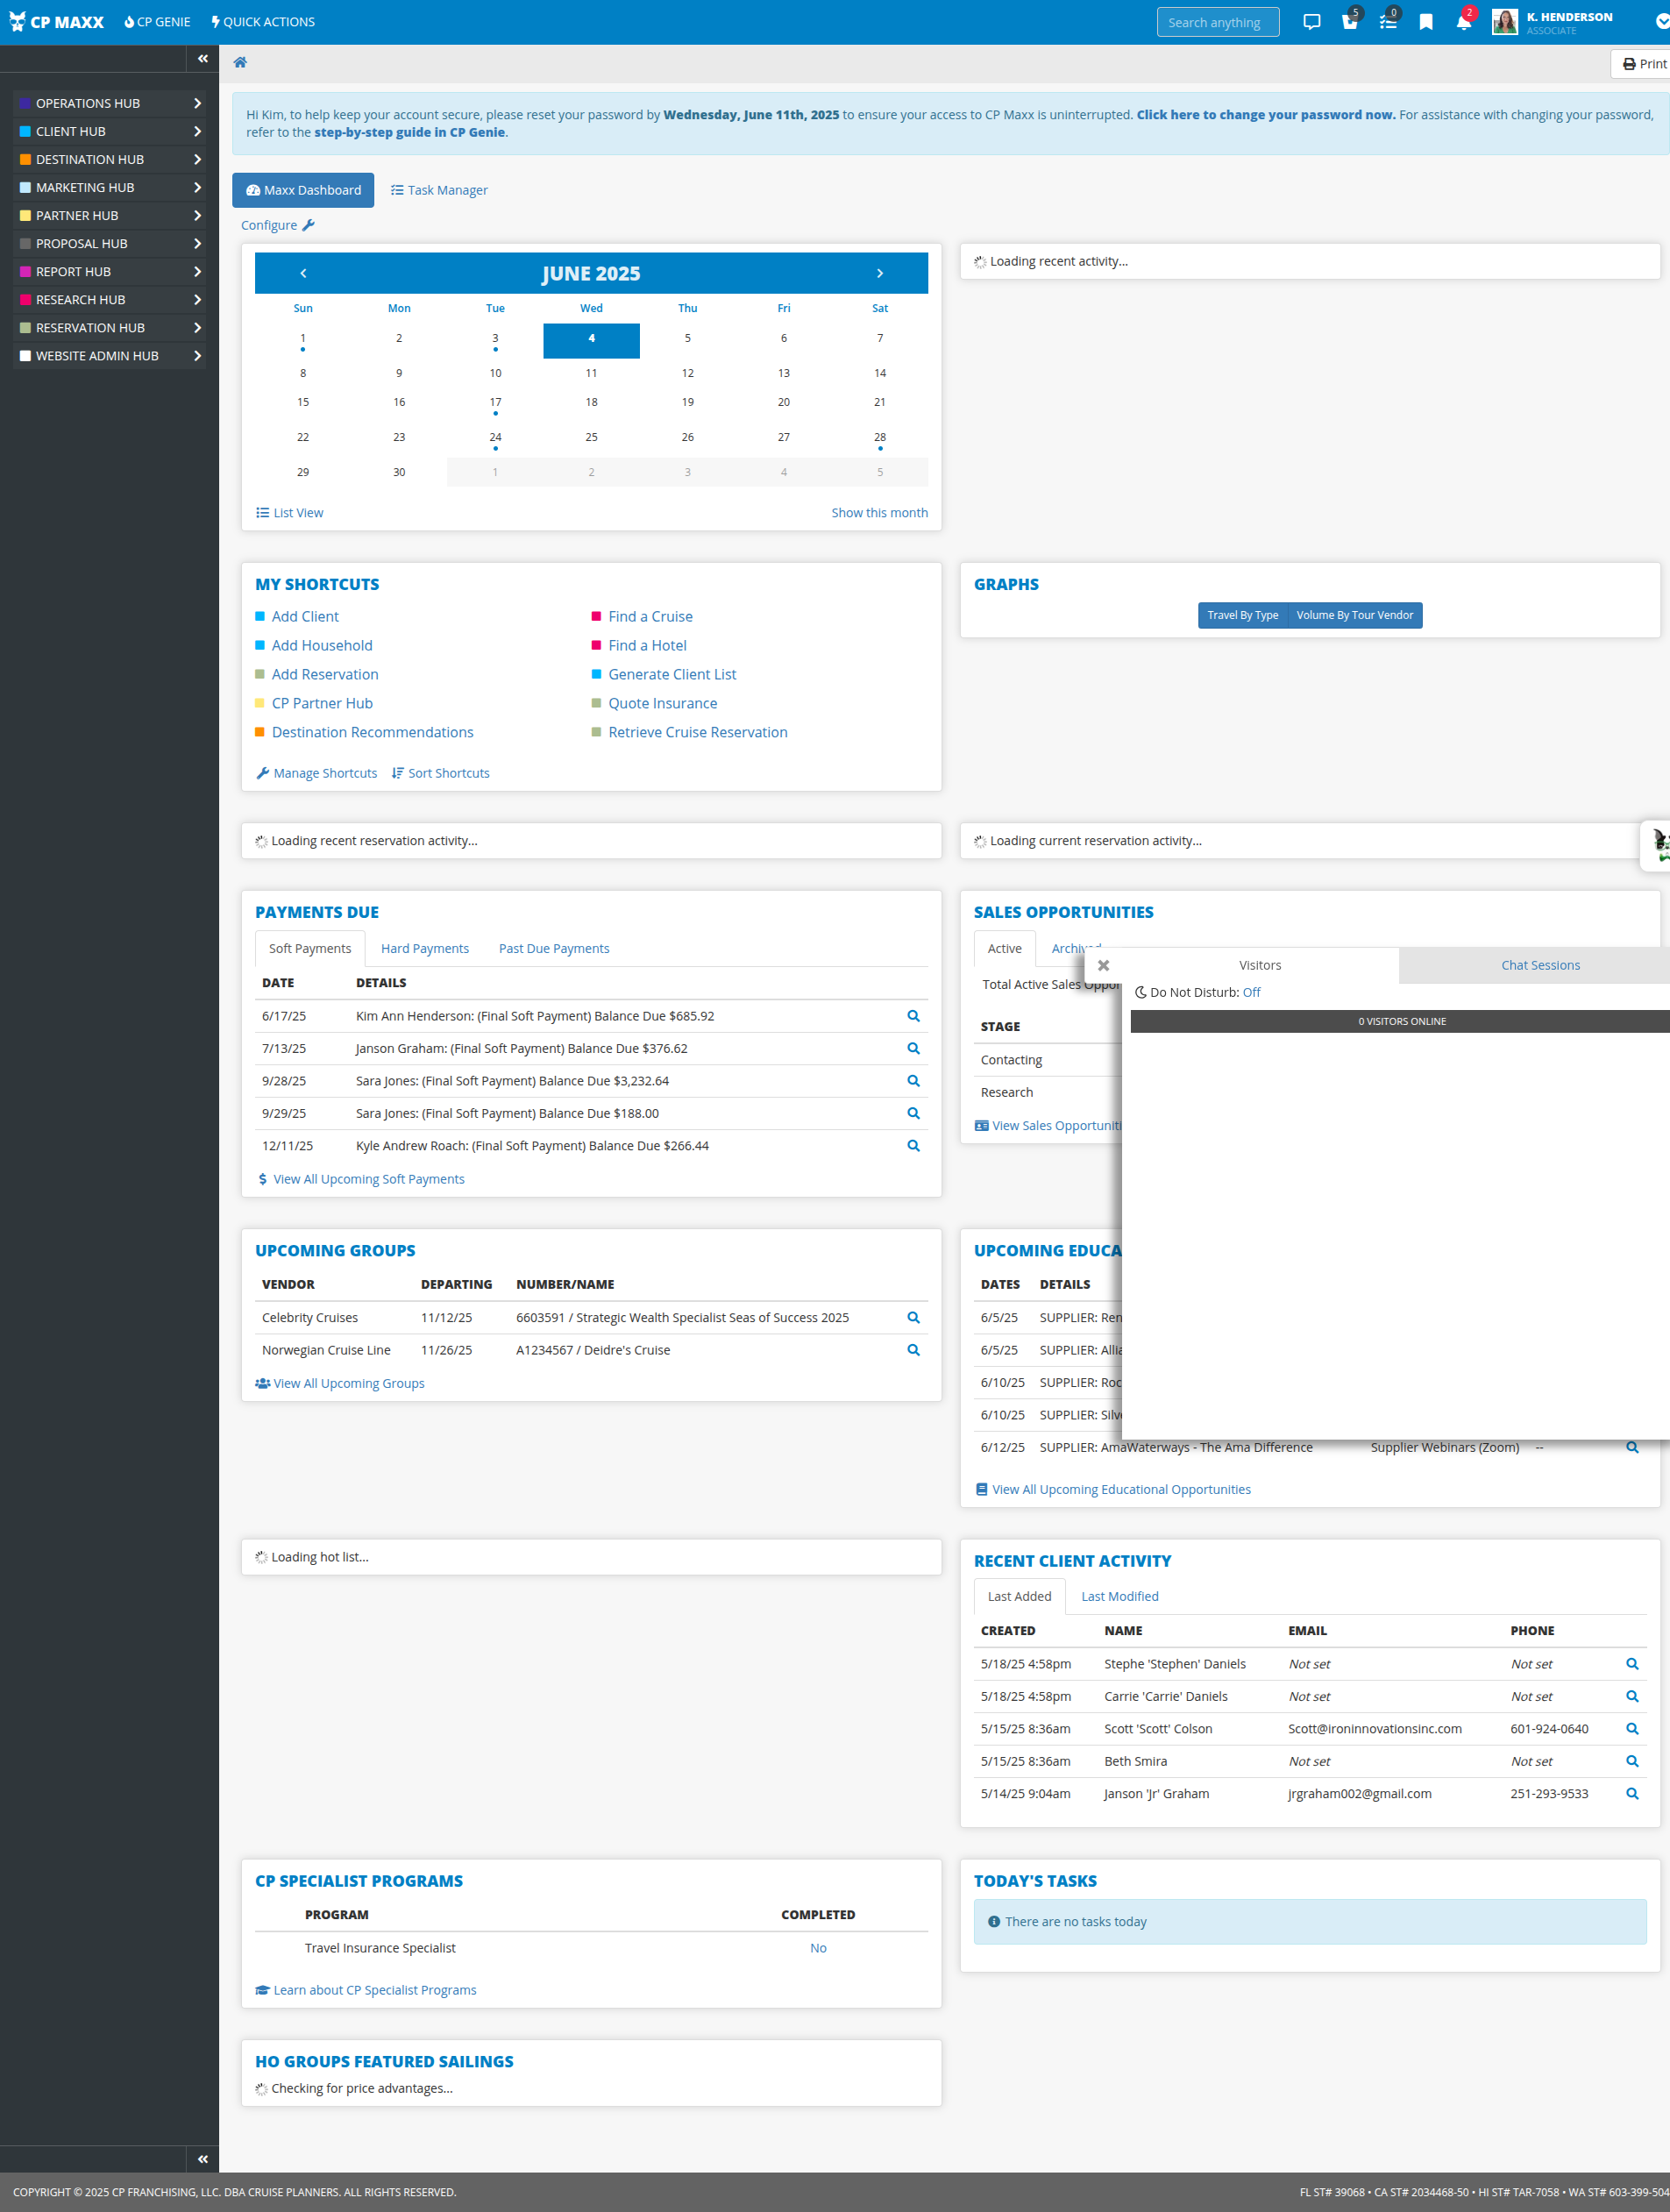 CP MAXX CP GENIE QUICK ACTIONS Search anything 5 0 2 K. HENDERSON
ASSOCIATE
Print
OPERATIONS HUB
CLIENT HUB
DESTINATION HUB
MARKETING HUB
PARTNER HUB
PROPOSAL HUB
REPORT HUB
RESEARCH HUB
RESERVATION HUB
WEBSITE ADMIN HUB
Hi Kim, to help keep your account secure, please reset your password by Wednesday, June 11th, 2025 to ensure your access to CP Maxx is uninterrupted. Click here to change your password now. For assistance with changing your password,
refer to the step-by-step guide in CP Genie.
Maxx Dashboard Task Manager
Configure
JUNE 2025
Sun Mon Tue Wed Thu Fri Sat
1 2 3 4 5 6 7
8 9 10 11 12 13 14
15 16 17 18 19 20 21
22 23 24 25 26 27 28
29 30 1 2 3 4 5
List View Show this month
Loading recent activity...
MY SHORTCUTS
Add Client Find a Cruise
Add Household Find a Hotel
Add Reservation Generate Client List
CP Partner Hub Quote Insurance
Destination Recommendations Retrieve Cruise Reservation
Manage Shortcuts Sort Shortcuts
GRAPHS
Travel By Type Volume By Tour Vendor
Loading recent reservation activity...
Loading current reservation activity...
PAYMENTS DUE
Soft Payments Hard Payments Past Due Payments
DATE DETAILS
6/17/25 Kim Ann Henderson: (Final Soft Payment) Balance Due $685.92
7/13/25 Janson Graham: (Final Soft Payment) Balance Due $376.62
9/28/25 Sara Jones: (Final Soft Payment) Balance Due $3,232.64
9/29/25 Sara Jones: (Final Soft Payment) Balance Due $188.00
12/11/25 Kyle Andrew Roach: (Final Soft Payment) Balance Due $266.44
View All Upcoming Soft Payments
SALES OPPORTUNITIES
Active Archived
Total Active Sales Oppor
STAGE
Contacting
Research
View Sales Opportuniti
Visitors Chat Sessions
Do Not Disturb: Off
0 VISITORS ONLINE
UPCOMING GROUPS
VENDOR DEPARTING NUMBER/NAME
Celebrity Cruises 11/12/25 6603591 / Strategic Wealth Specialist Seas of Success 2025
Norwegian Cruise Line 11/26/25 A1234567 / Deidre's Cruise
View All Upcoming Groups
UPCOMING EDUCA
DATES DETAILS
6/5/25 SUPPLIER: Ren
6/5/25 SUPPLIER: Allia
6/10/25 SUPPLIER: Roc
6/10/25 SUPPLIER: Silve
6/12/25 SUPPLIER: AmaWaterways - The Ama Difference Supplier Webinars (Zoom) --
View All Upcoming Educational Opportunities
Loading hot list...
RECENT CLIENT ACTIVITY
Last Added Last Modified
CREATED NAME EMAIL PHONE
5/18/25 4:58pm Stephe 'Stephen' Daniels Not set Not set
5/18/25 4:58pm Carrie 'Carrie' Daniels Not set Not set
5/15/25 8:36am Scott 'Scott' Colson Scott@ironinnovationsinc.com 601-924-0640
5/15/25 8:36am Beth Smira Not set Not set
5/14/25 9:04am Janson 'Jr' Graham jrgraham002@gmail.com 251-293-9533
CP SPECIALIST PROGRAMS
PROGRAM COMPLETED
Travel Insurance Specialist No
Learn about CP Specialist Programs
TODAY'S TASKS
There are no tasks today
HO GROUPS FEATURED SAILINGS
Checking for price advantages...
COPYRIGHT © 2025 CP FRANCHISING, LLC. DBA CRUISE PLANNERS. ALL RIGHTS RESERVED. FL ST# 39068 • CA ST# 2034468-50 • HI ST# TAR-7058 • WA ST# 603-399-504